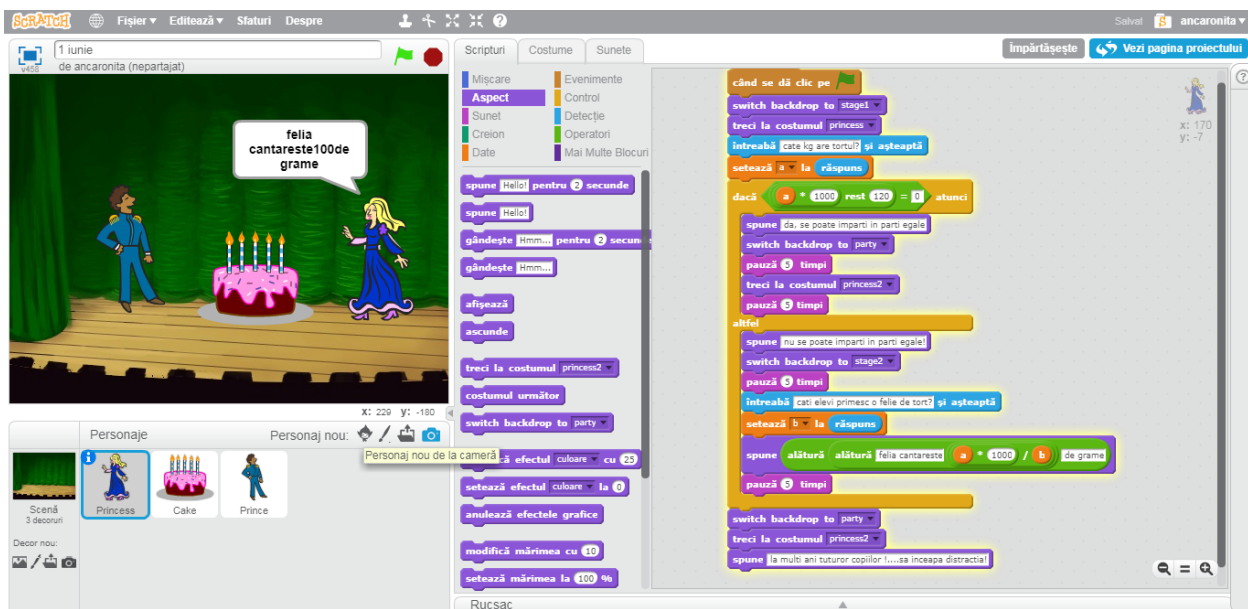 SCRATCH Fișier Editează Sfaturi Despre Salvat ancaronita
1 iunie
v458 de ancaronita (nepartajat)
felia
cantareste100de
grame
x: 229 y: -180
Personaje Personaj nou:
Personaj nou de la cameră
Scenă
3 decoruri
Decor nou:
Princess
Cake
Prince
Scripturi Costume Sunete
Împărtășește Vezi pagina proiectului
Mișcare Evenimente
Aspect Control
Sunet Detecție
Creion Operatori
Date Mai Multe Blocuri
spune Hello! pentru 2 secunde
spune Hello!
gândește Hmm... pentru 2 secun
gândește Hmm...
afișează
ascunde
treci la costumul princess2
costumul următor
switch backdrop to party
că efectul culoare cu 25
setează efectul culoare la 0
anulează efectele grafice
modifică mărimea cu 10
setează mărimea la 100 %
când se dă clic pe
switch backdrop to stage1
treci la costumul princess
întreabă cate kg are tortul? și așteaptă
setează a la răspuns
dacă a * 1000 rest 120 = 0 atunci
spune da, se poate imparti in parti egale
switch backdrop to party
pauză 5 timpi
treci la costumul princess2
pauză 5 timpi
altfel
spune nu se poate imparti in parti egale!
switch backdrop to stage2
pauză 5 timpi
întreabă cati elevi primesc o felie de tort? și așteaptă
setează b la răspuns
spune alătură alătură felia cantareste a * 1000 / b de grame
pauză 5 timpi
switch backdrop to party
treci la costumul princess2
spune la multi ani tuturor copiilor !....sa inceapa distractia!
x: 170
y: -7
Rucsac